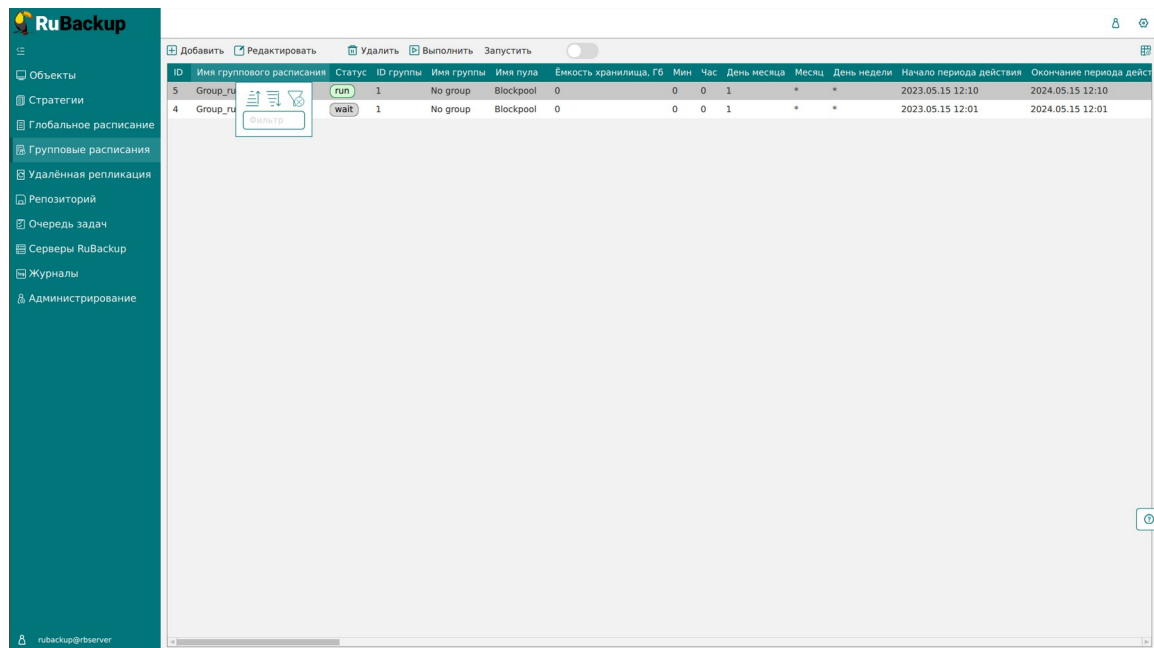 RuBackup
Добавить Редактировать Удалить Выполнить Запустить
Объекты
Стратегии
Глобальное расписание
Групповые расписания
Удалённая репликация
Репозиторий
Очередь задач
Серверы RuBackup
Журналы
Администрирование
rubackup@rbserver
ID Имя группового расписания Статус ID группы Имя группы Имя пула Ёмкость хранилища, Гб Мин Час День месяца Месяц День недели Начало периода действия Окончание периода дейст
5 Group_ru run 1 No group Blockpool 0 0 0 1 * * 2023.05.15 12:10 2024.05.15 12:10
4 Group_ru wait 1 No group Blockpool 0 0 0 1 * * 2023.05.15 12:01 2024.05.15 12:01
Фильтр